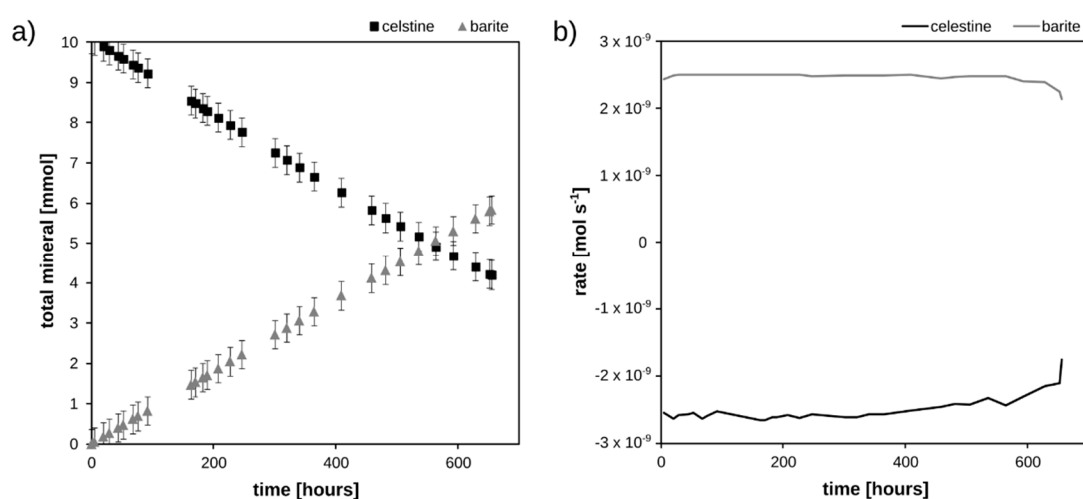 a)
celstine
barite
10
9
8
7
6
5
4
3
2
1
0
0
200
400
600
total mineral [mmol]
time [hours]
b)
celestine
barite
3 x 10⁻⁹
2 x 10⁻⁹
1 x 10⁻⁹
0
-1 x 10⁻⁹
-2 x 10⁻⁹
-3 x 10⁻⁹
0
200
400
600
rate [mol s⁻¹]
time [hours]